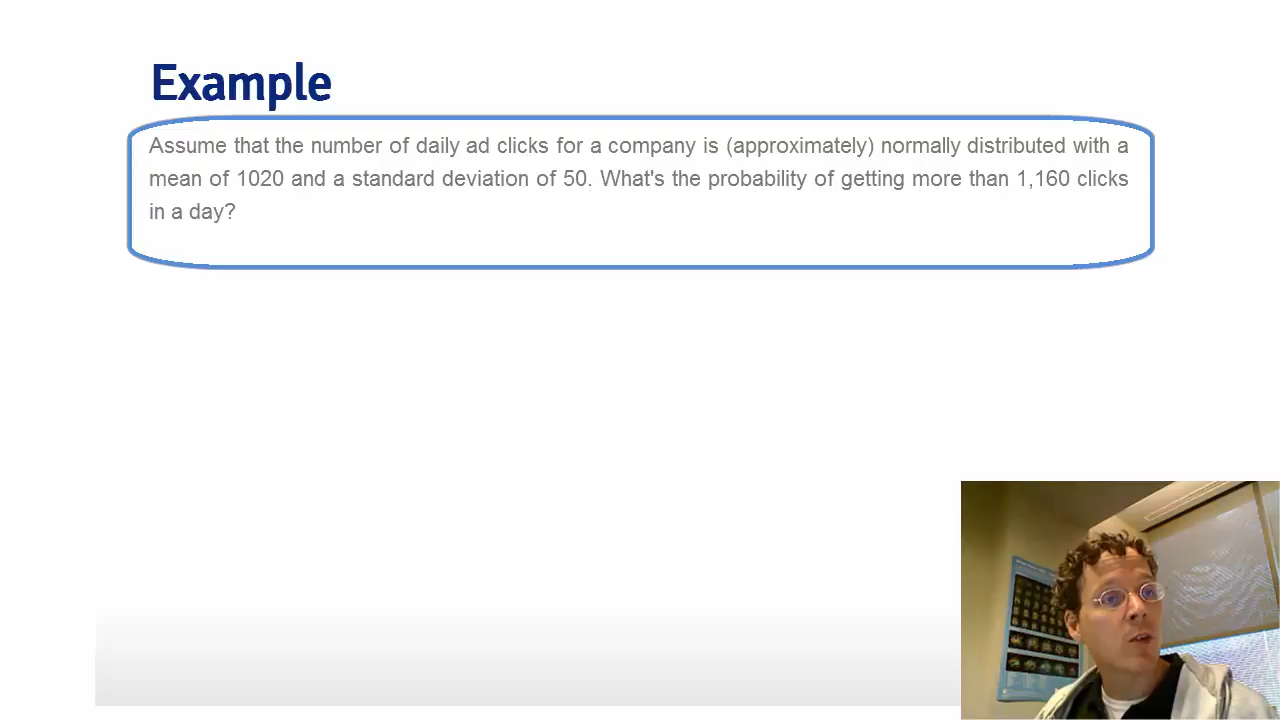 Example
Assume that the number of daily ad clicks for a company is (approximately) normally distributed with a
mean of 1020 and a standard deviation of 50. What's the probability of getting more than 1,160 clicks
in a day?